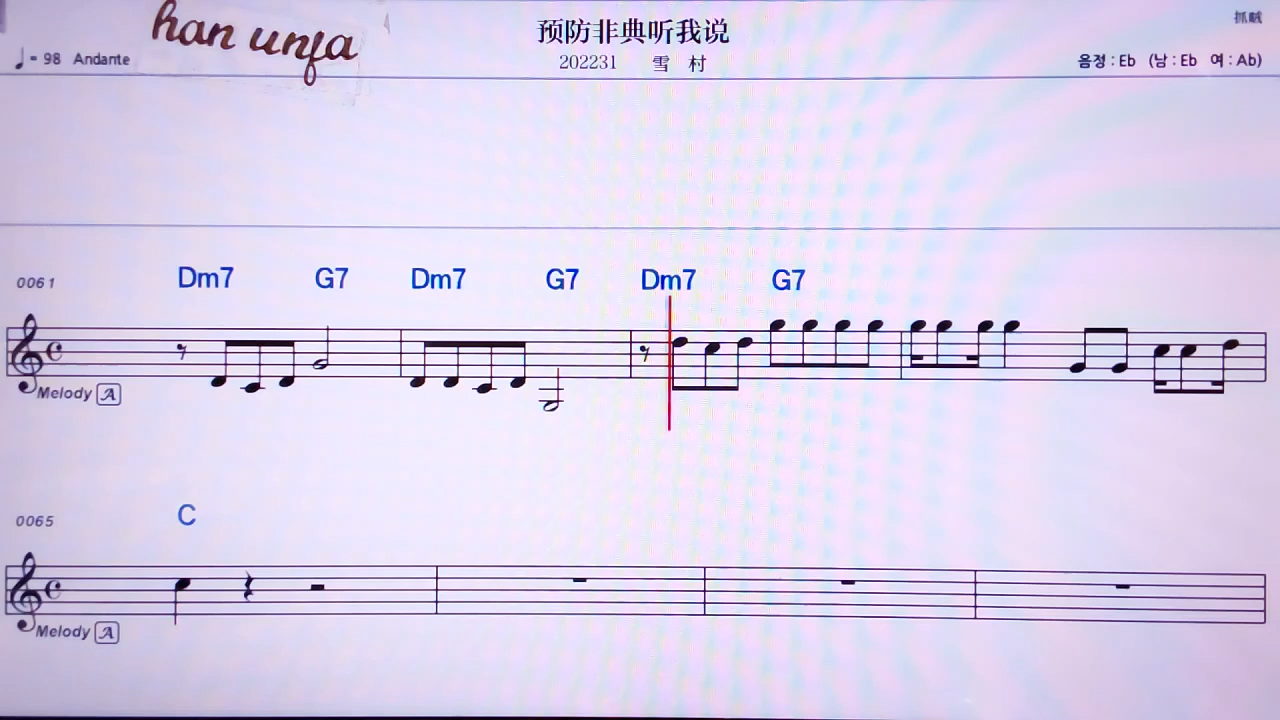 han unfa
预防非典听我说
抓贼
♩= 98 Andante
202231 雪 村
음정 : Eb (남 : Eb 여 : Ab)
0061
Dm7 G7 Dm7 G7 Dm7 G7
Melody A
0065
C
Melody A